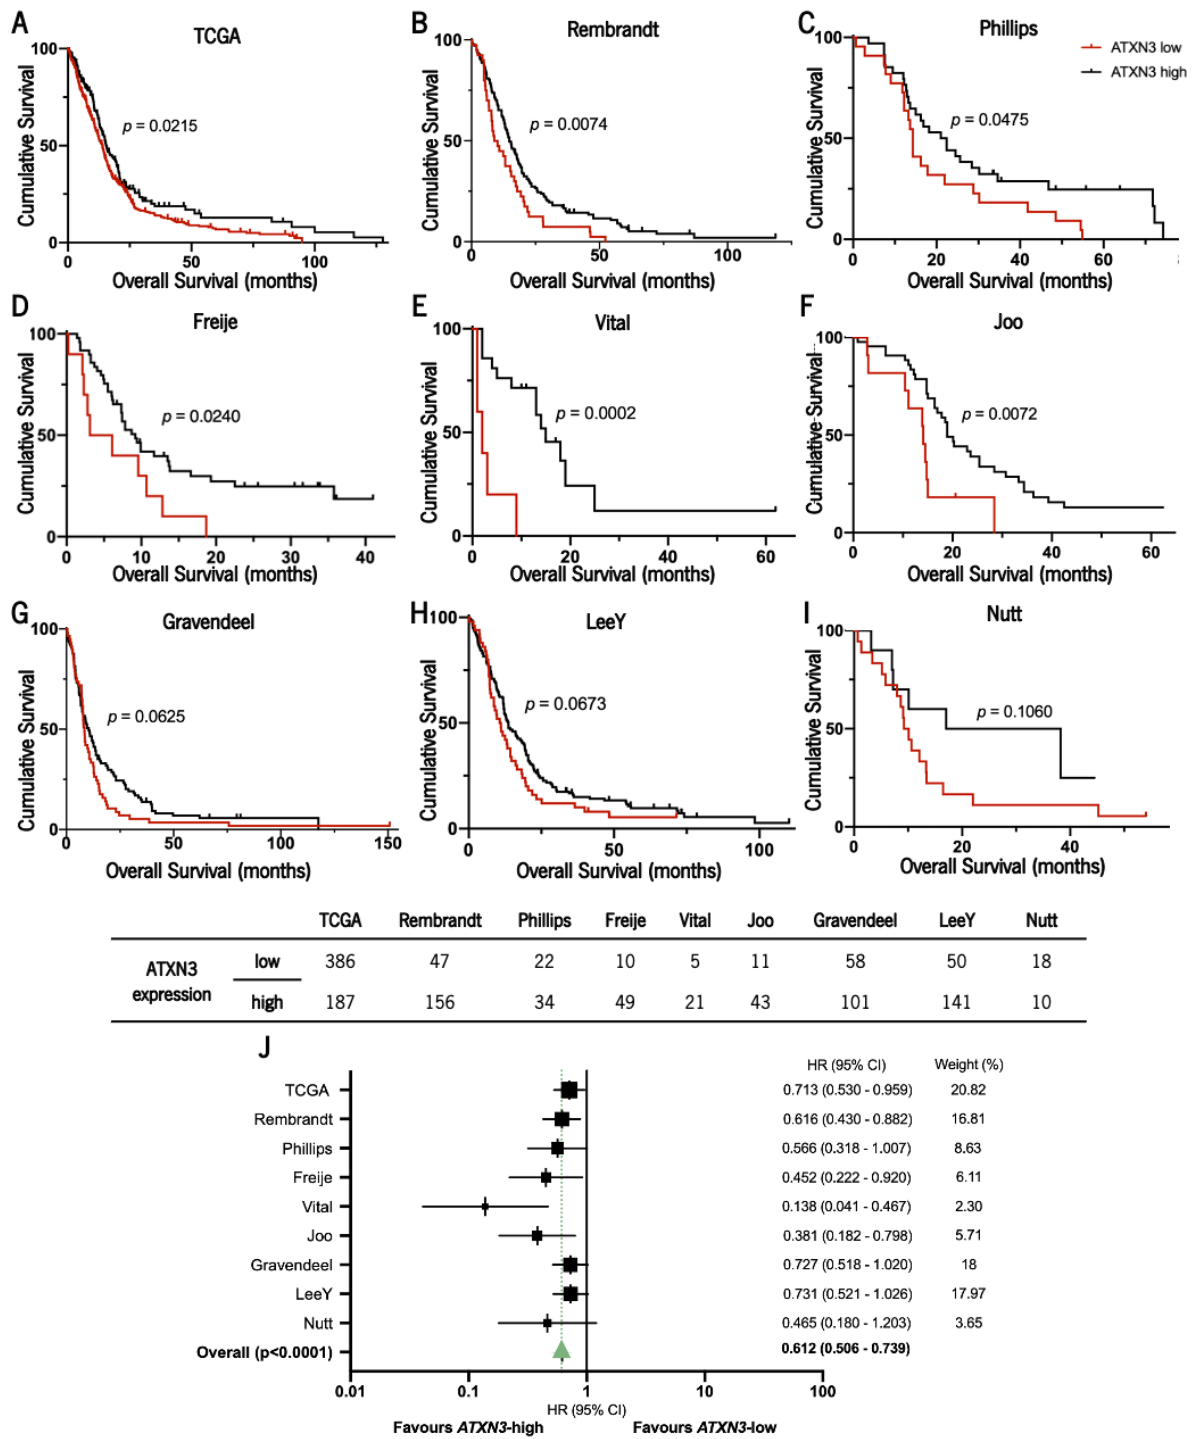 A
TCGA
Cumulative Survival
100
50
0
p = 0.0215
0 50 100
Overall Survival (months)
B
Rembrandt
Cumulative Survival
100
50
0
p = 0.0074
0 50 100
Overall Survival (months)
C
Phillips
ATXN3 low
ATXN3 high
Cumulative Survival
100
50
0
p = 0.0475
0 20 40 60
Overall Survival (months)
D
Freije
Cumulative Survival
100
50
0
p = 0.0240
0 10 20 30 40
Overall Survival (months)
E
Vital
Cumulative Survival
100
50
0
p = 0.0002
0 20 40 60
Overall Survival (months)
F
Joo
Cumulative Survival
100
50
0
p = 0.0072
0 20 40 60
Overall Survival (months)
G
Gravendeel
Cumulative Survival
100
50
0
p = 0.0625
0 50 100 150
Overall Survival (months)
H
LeeY
Cumulative Survival
100
50
0
p = 0.0673
0 50 100
Overall Survival (months)
I
Nutt
Cumulative Survival
100
50
0
p = 0.1060
0 20 40
Overall Survival (months)
TCGA Rembrandt Phillips Freije Vital Joo Gravendeel LeeY Nutt
ATXN3 expression
low 386 47 22 10 5 11 58 50 18
high 187 156 34 49 21 43 101 141 10
J
HR (95% CI) Weight (%)
TCGA 0.713 (0.530 - 0.959) 20.82
Rembrandt 0.616 (0.430 - 0.882) 16.81
Phillips 0.566 (0.318 - 1.007) 8.63
Freije 0.452 (0.222 - 0.920) 6.11
Vital 0.138 (0.041 - 0.467) 2.30
Joo 0.381 (0.182 - 0.798) 5.71
Gravendeel 0.727 (0.518 - 1.020) 18
LeeY 0.731 (0.521 - 1.026) 17.97
Nutt 0.465 (0.180 - 1.203) 3.65
Overall (p<0.0001) 0.612 (0.506 - 0.739)
0.01 0.1 1 10 100
HR (95% CI)
Favours ATXN3-high Favours ATXN3-low